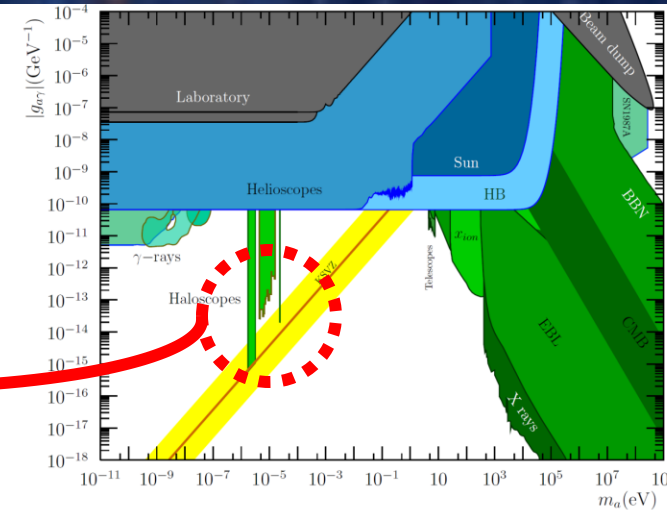 |g_{aγ}|(GeV⁻¹)
10⁻⁴
10⁻⁵
10⁻⁶
10⁻⁷
10⁻⁸
10⁻⁹
10⁻¹⁰
10⁻¹¹
10⁻¹²
10⁻¹³
10⁻¹⁴
10⁻¹⁵
10⁻¹⁶
10⁻¹⁷
10⁻¹⁸
Beam dump
Laboratory
SN1987A
Sun
Helioscopes
HB
BBN
γ−rays
x_{ion}
Telescopes
KSVZ
Haloscopes
EBL
CMB
X rays
10⁻¹¹ 10⁻⁹ 10⁻⁷ 10⁻⁵ 10⁻³ 10⁻¹ 10 10³ 10⁵ 10⁷
m_a(eV)